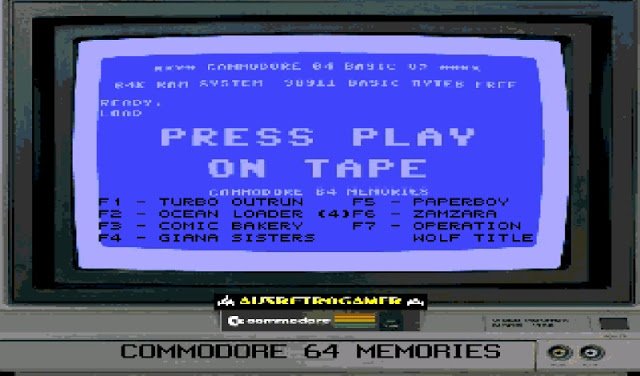 **** COMMODORE 64 BASIC V2 ****
64K RAM SYSTEM 38911 BASIC BYTES FREE
READY.
LOAD
PRESS PLAY
ON TAPE
COMMODORE 64 MEMORIES
F1 - TURBO OUTRUN F5 - PAPERBOY
F2 - OCEAN LOADER (4) F6 - ZAMZARA
F3 - COMIC BAKERY F7 - OPERATION
F4 - GIANA SISTERS WOLF TITLE
AUSRETROGAMER
commodore
COMMODORE 64 MEMORIES